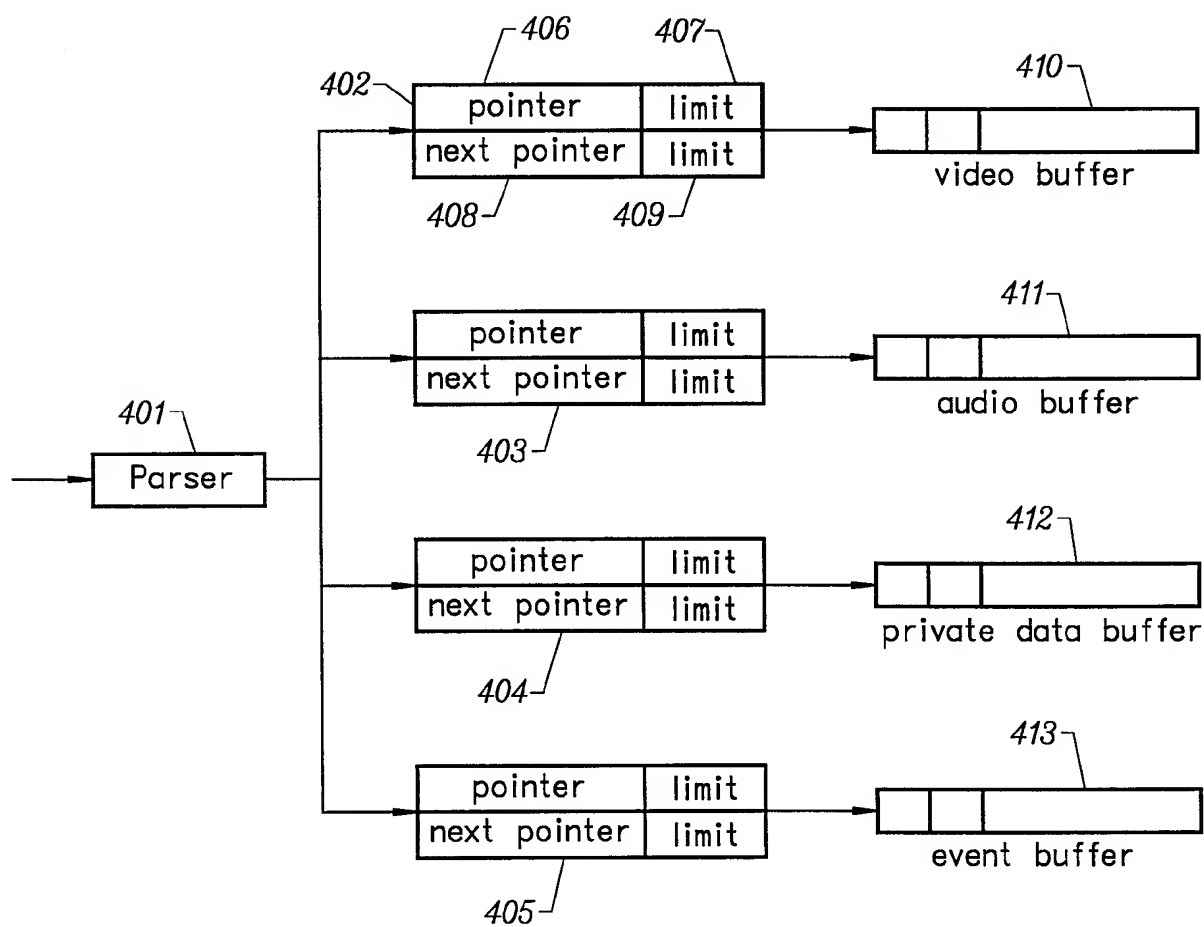 406
407
410
402
pointer limit
next pointer limit
video buffer
408
409
411
pointer limit
next pointer limit
audio buffer
401
403
Parser
412
pointer limit
next pointer limit
private data buffer
404
413
pointer limit
next pointer limit
event buffer
405